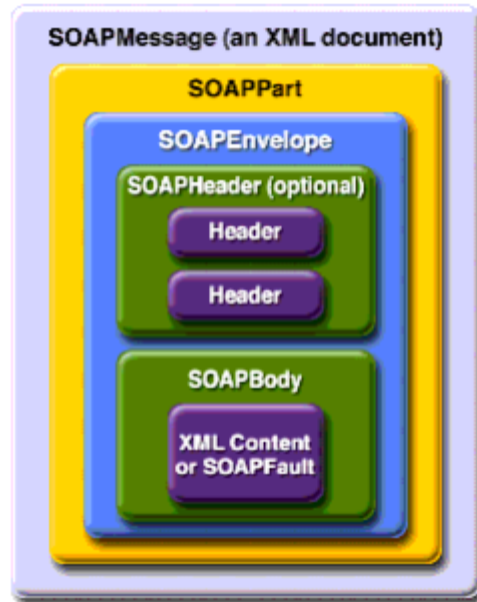 SOAPMessage (an XML document)
SOAPPart
SOAPEnvelope
SOAPHeader (optional)
Header
Header
SOAPBody
XML Content
or SOAPFault